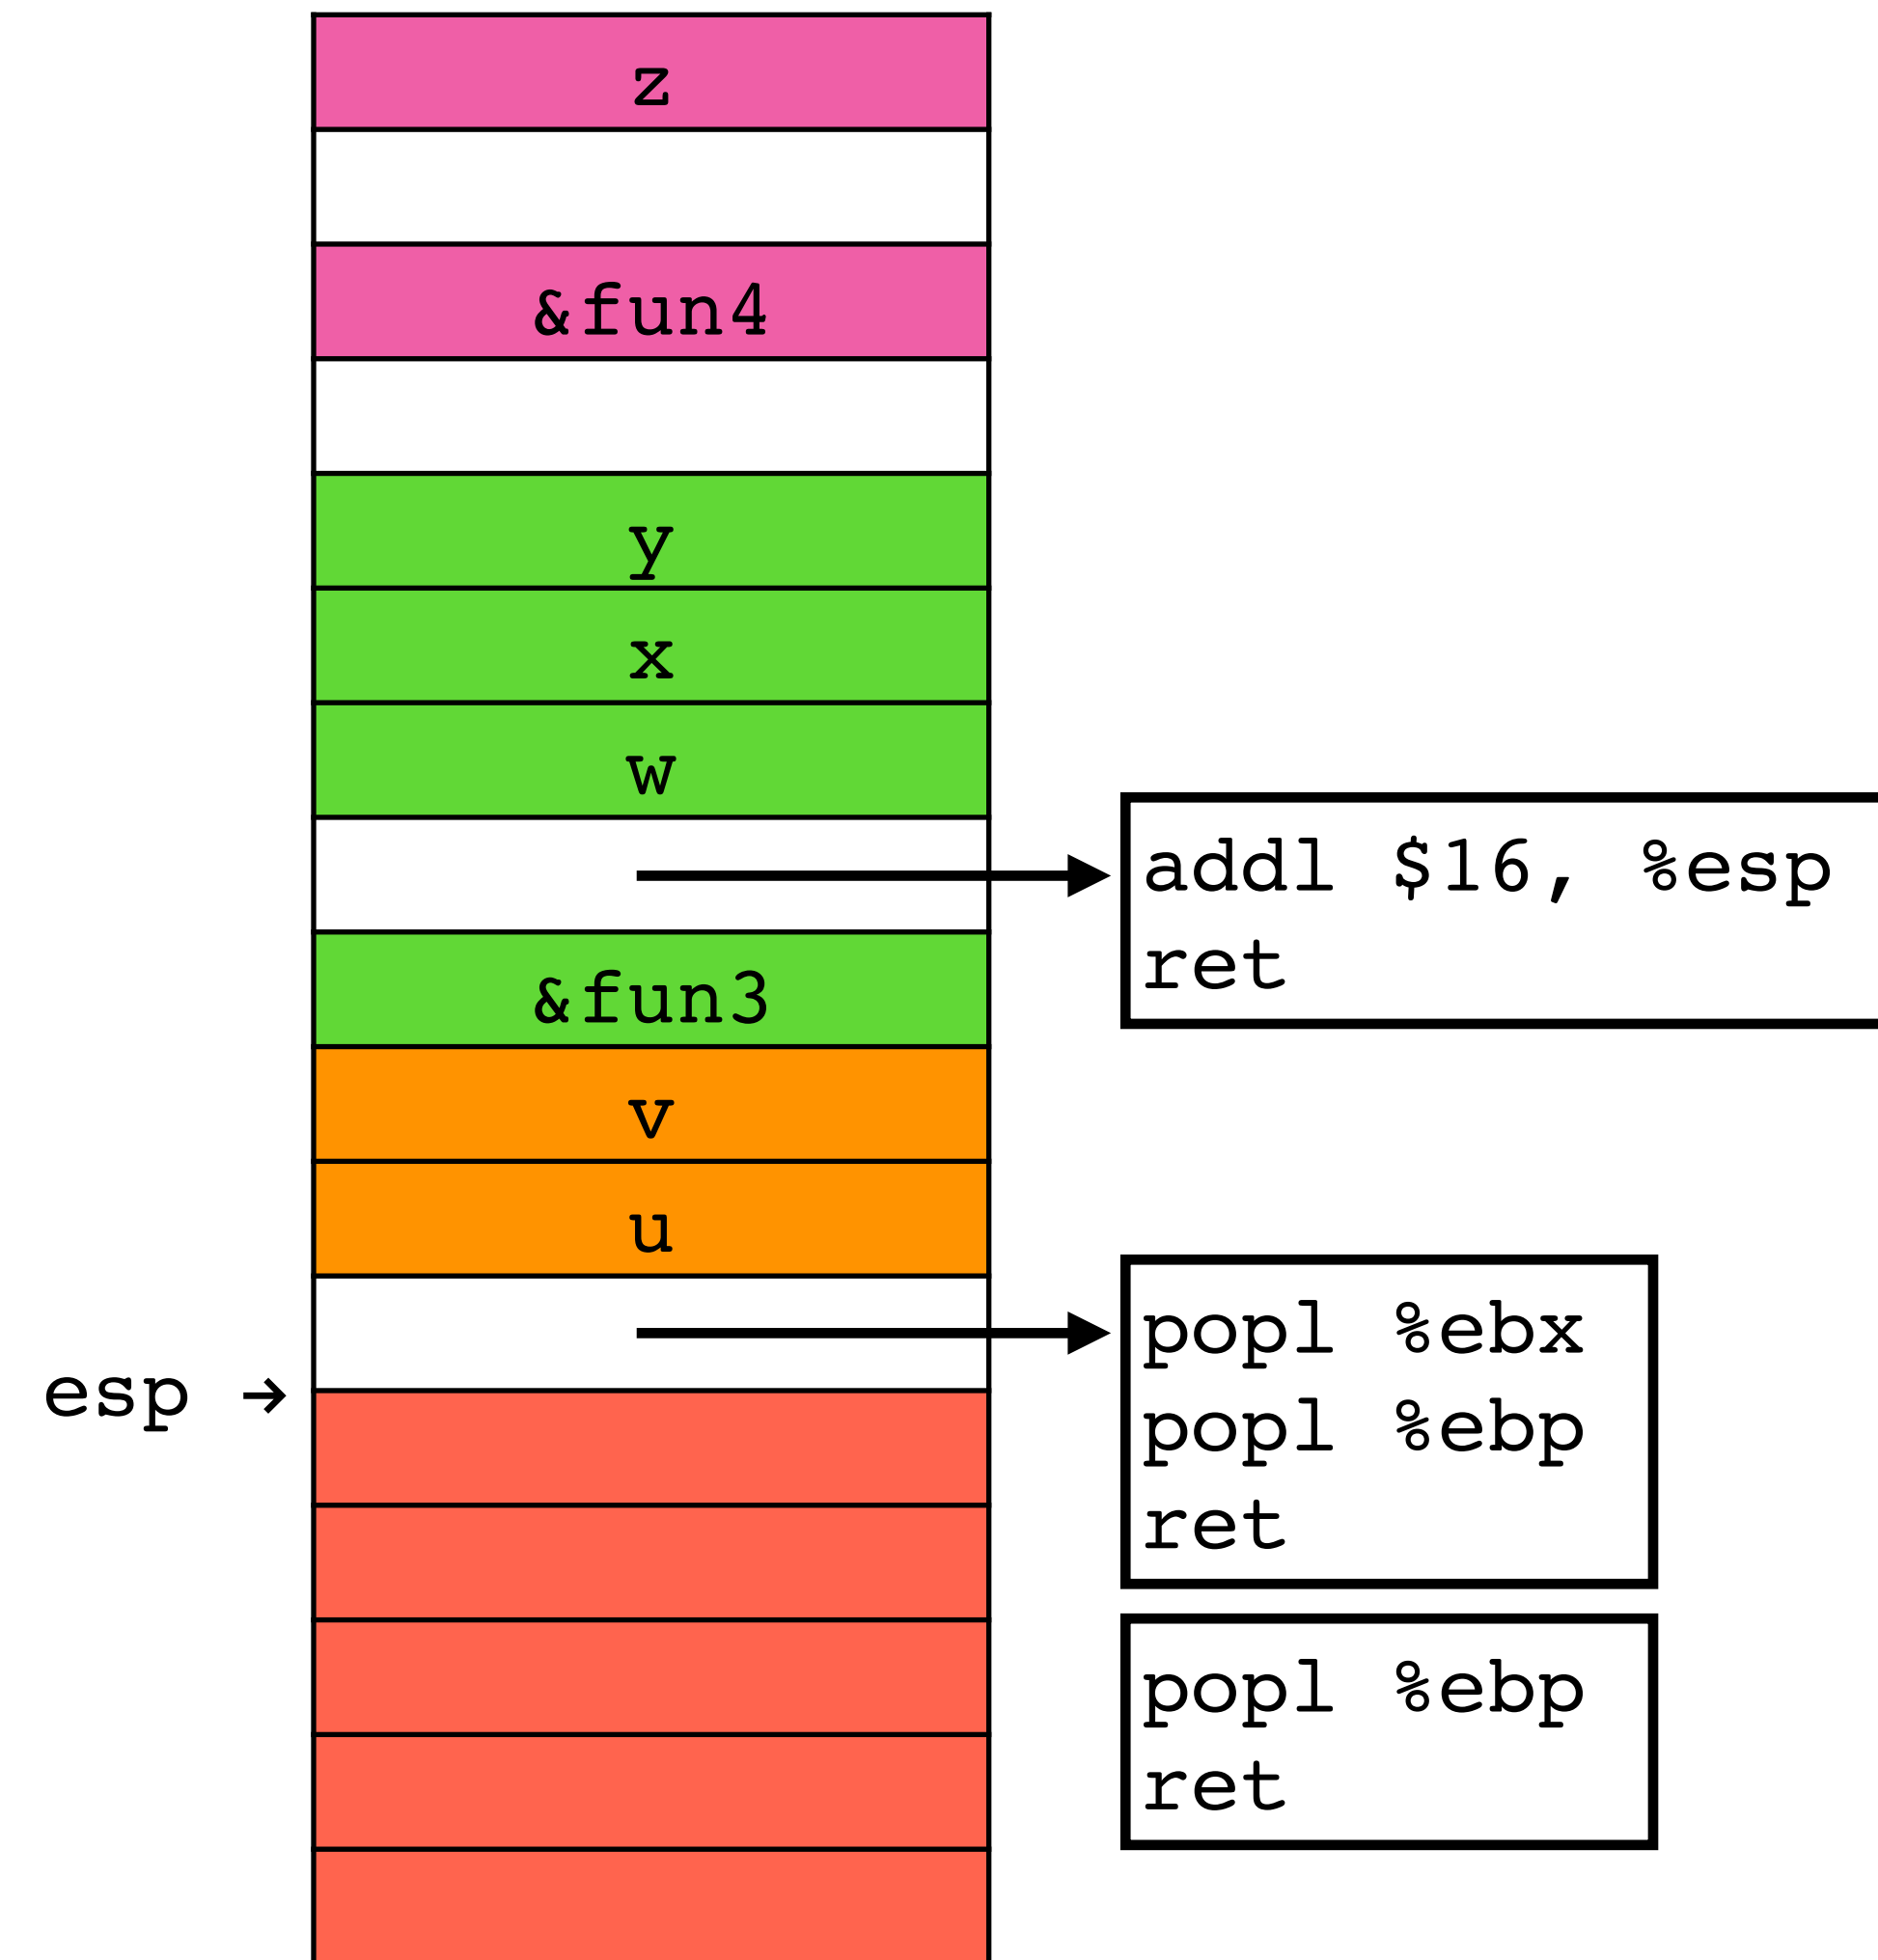 z
&fun4
y
x
w
addl $16, %esp
ret
&fun3
v
u
popl %ebx
esp →
popl %ebp
ret
popl %ebp
ret